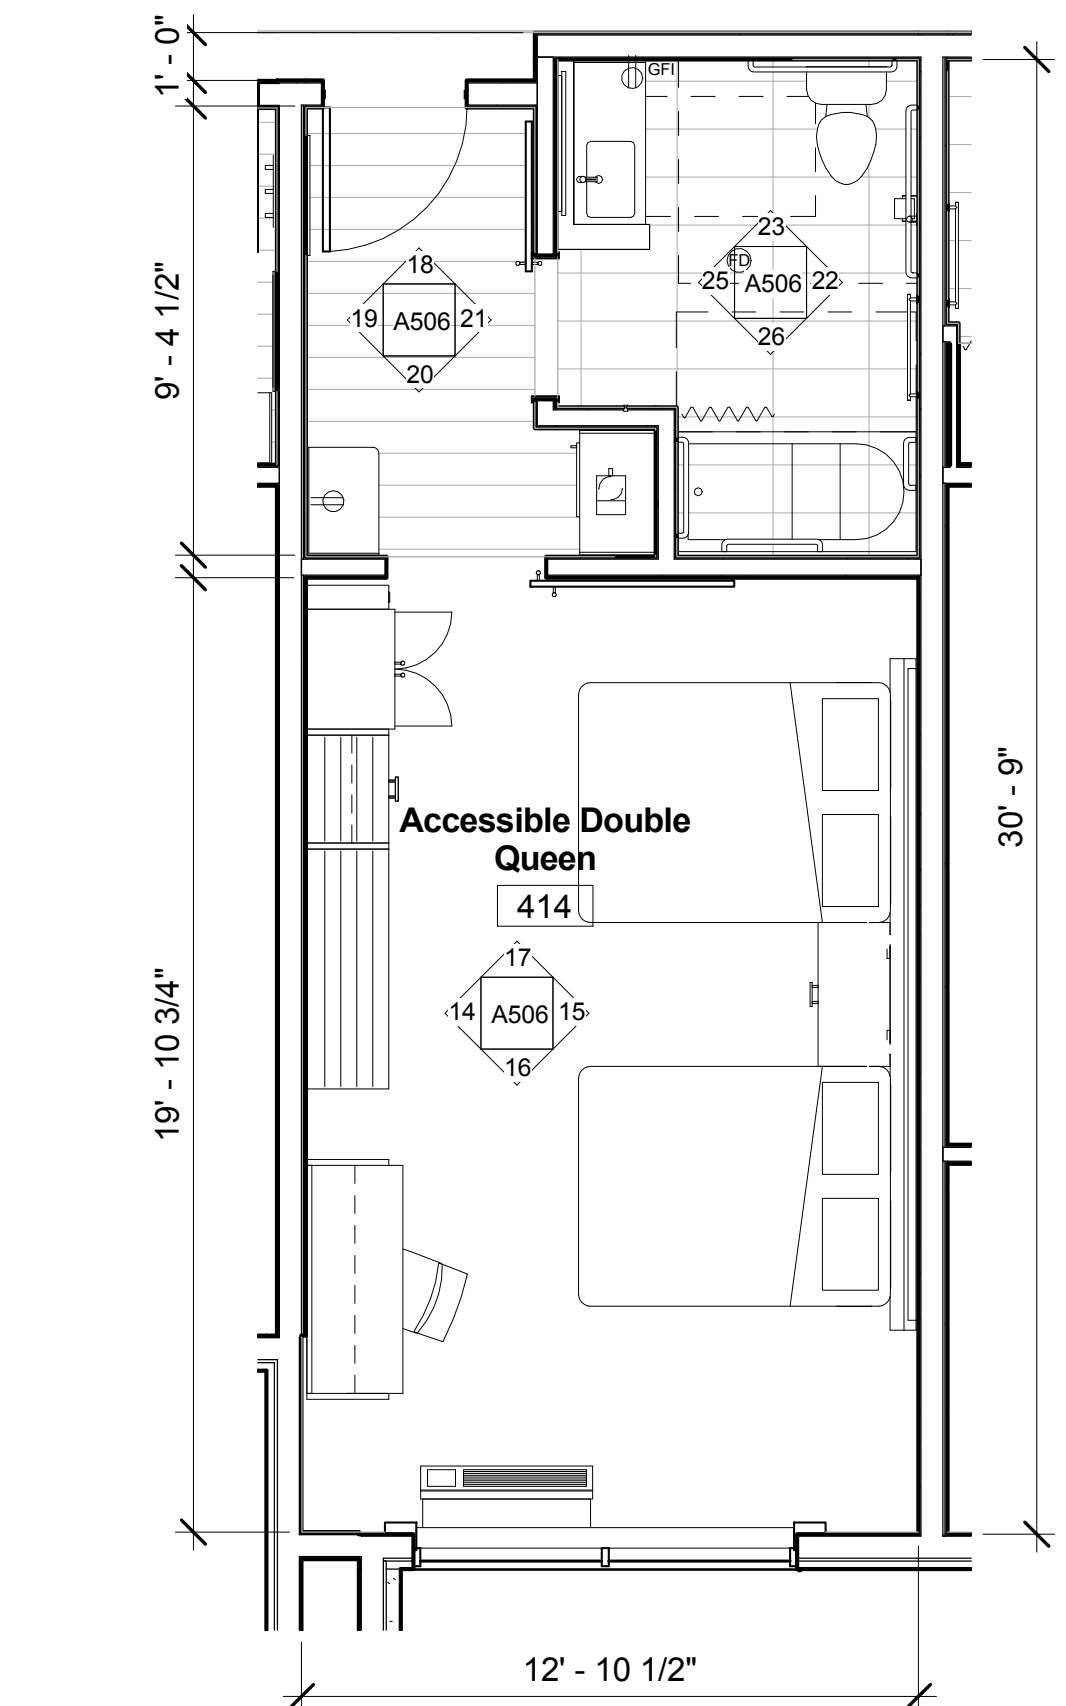 1' - 0"
GFI
9' - 4 1/2"
18
19 A506 21
20
23
FD
25 A506 22
26
30' - 9"
Accessible Double
Queen
414
17
14 A506 15
16
19' - 10 3/4"
12' - 10 1/2"